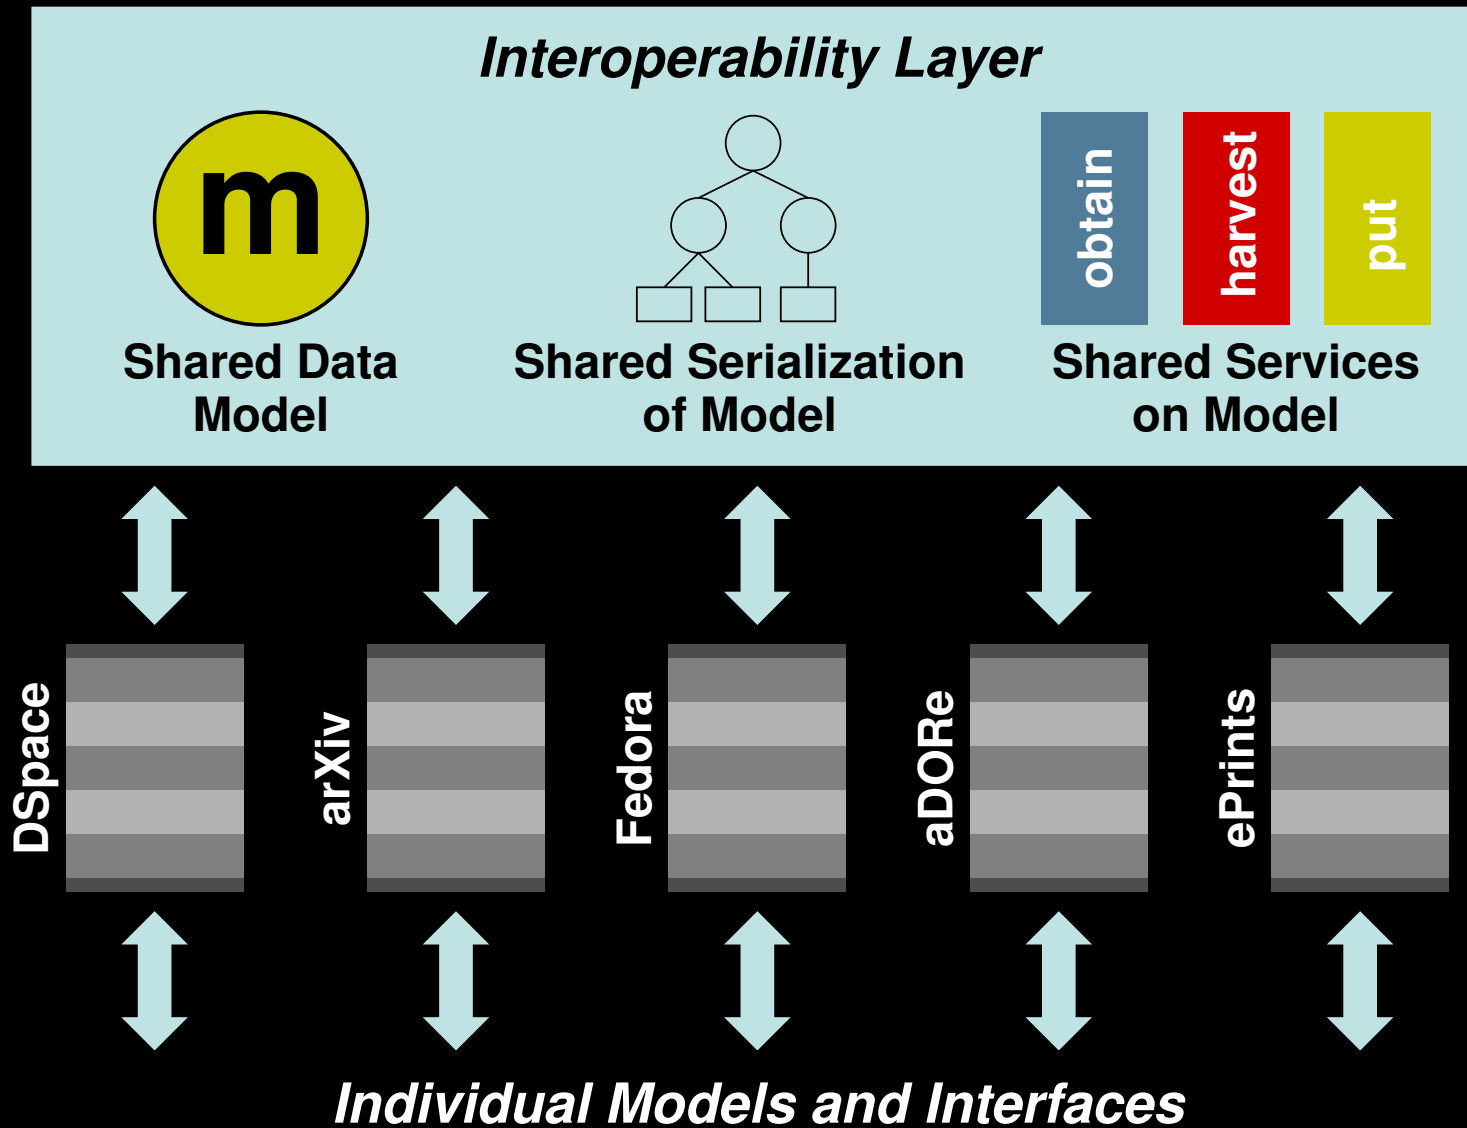 Interoperability Layer
m
obtain
harvest
put
Shared Data
Model
Shared Serialization
of Model
Shared Services
on Model
DSpace
arXiv
Fedora
aDORe
ePrints
Individual Models and Interfaces